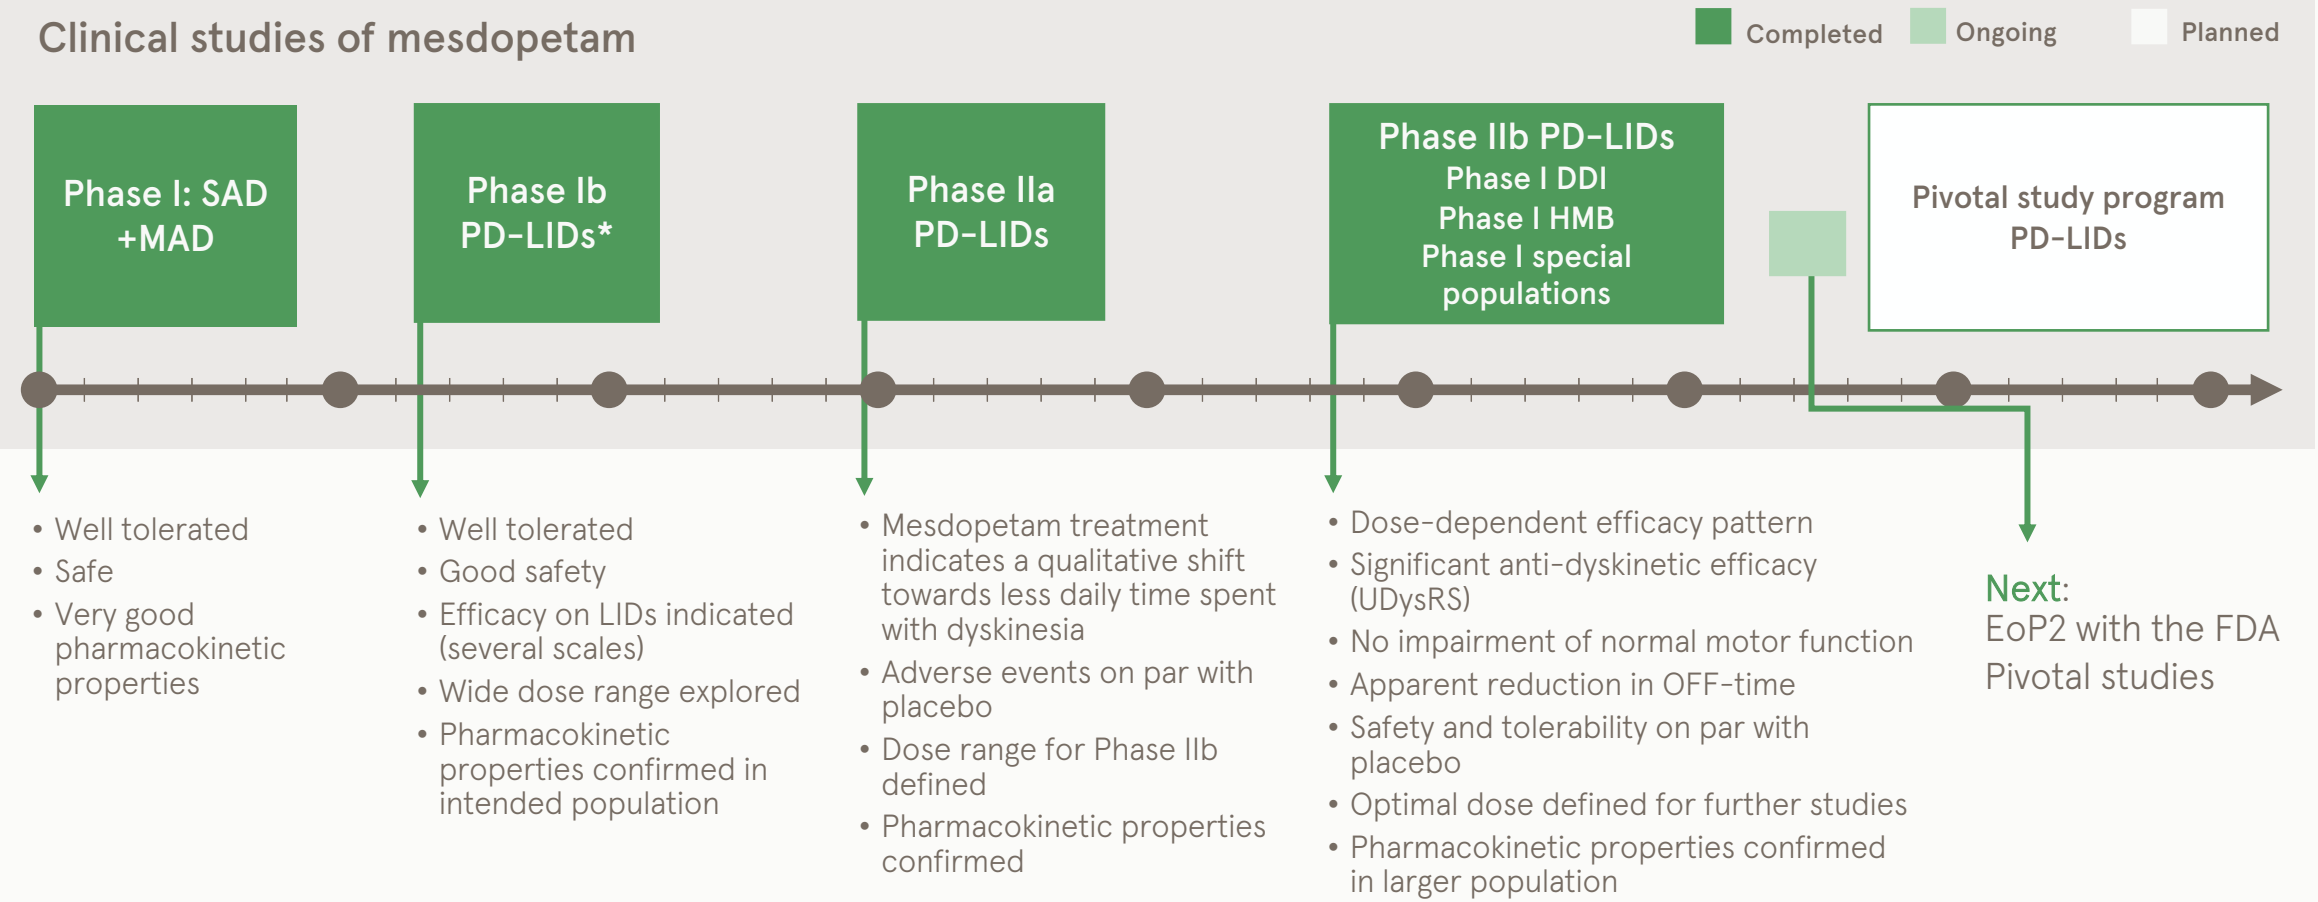 Clinical studies of mesdopetam
Completed
Ongoing
Planned
Phase I: SAD
+MAD
Phase Ib
PD-LIDs*
Phase IIa
PD-LIDs
Phase IIb PD-LIDs
Phase I DDI
Phase I HMB
Phase I special
populations
Pivotal study program
PD-LIDs
• Well tolerated
• Safe
• Very good
pharmacokinetic
properties
• Well tolerated
• Good safety
• Efficacy on LIDs indicated
(several scales)
• Wide dose range explored
• Pharmacokinetic
properties confirmed in
intended population
• Mesdopetam treatment
indicates a qualitative shift
towards less daily time spent
with dyskinesia
• Adverse events on par with
placebo
• Dose range for Phase IIb
defined
• Pharmacokinetic properties
confirmed
• Dose-dependent efficacy pattern
• Significant anti-dyskinetic efficacy
(UDysRS)
• No impairment of normal motor function
• Apparent reduction in OFF-time
• Safety and tolerability on par with
placebo
• Optimal dose defined for further studies
• Pharmacokinetic properties confirmed
in larger population
Next:
EoP2 with the FDA
Pivotal studies